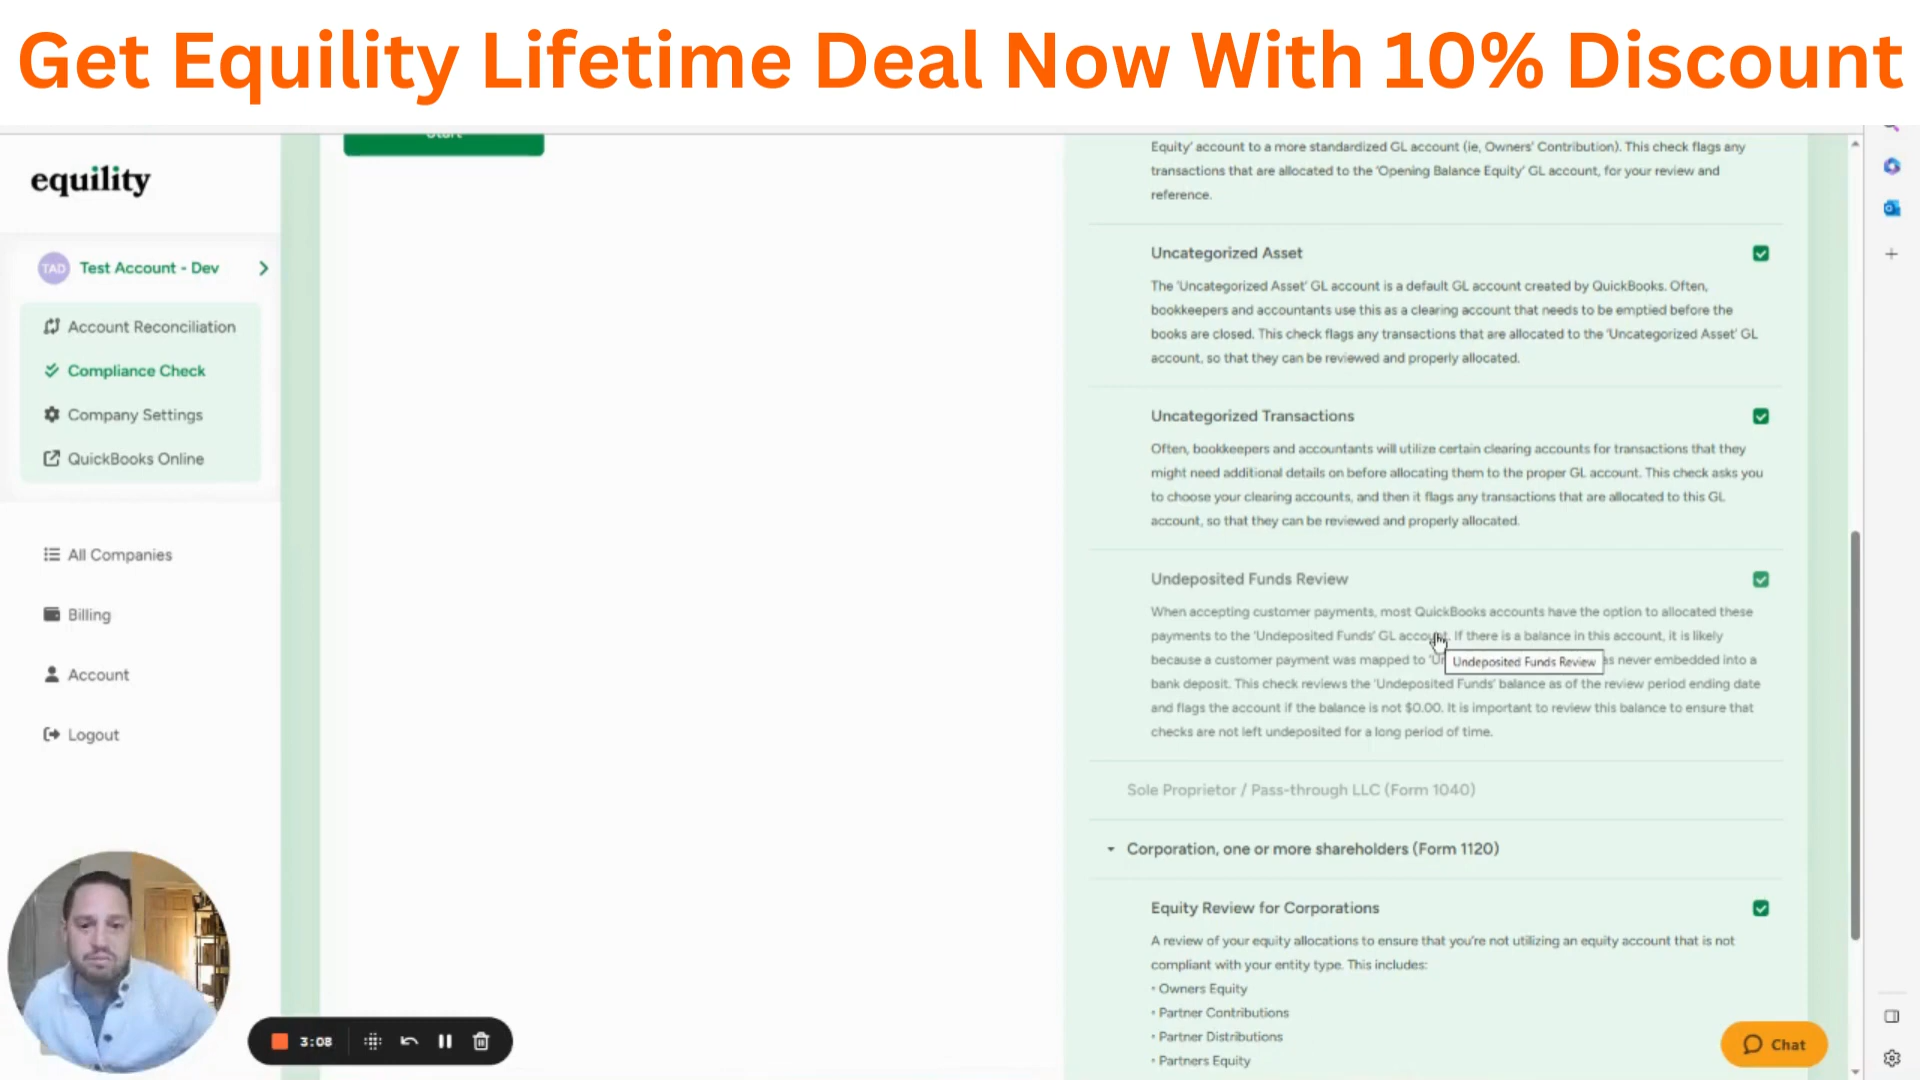 Get Equility Lifetime Deal Now With 10% Discount
Start
equility
TAD Test Account - Dev
Account Reconciliation
Compliance Check
Company Settings
QuickBooks Online
All Companies
Billing
Account
Logout
3:08
Equity' account to a more standardized GL account (ie, Owners' Contribution). This check flags any
transactions that are allocated to the 'Opening Balance Equity' GL account, for your review and
reference.
Uncategorized Asset
The 'Uncategorized Asset' GL account is a default GL account created by QuickBooks. Often,
bookkeepers and accountants use this as a clearing account that needs to be emptied before the
books are closed. This check flags any transactions that are allocated to the 'Uncategorized Asset' GL
account, so that they can be reviewed and properly allocated.
Uncategorized Transactions
Often, bookkeepers and accountants will utilize certain clearing accounts for transactions that they
might need additional details on before allocating them to the proper GL account. This check asks you
to choose your clearing accounts, and then it flags any transactions that are allocated to this GL
account, so that they can be reviewed and properly allocated.
Undeposited Funds Review
When accepting customer payments, most QuickBooks accounts have the option to allocated these
payments to the 'Undeposited Funds' GL account. If there is a balance in this account, it is likely
because a customer payment was mapped to never embedded into a
Undeposited Funds Review
bank deposit. This check reviews the 'Undeposited Funds' balance as of the review period ending date
and flags the account if the balance is not $0.00. It is important to review this balance to ensure that
checks are not left undeposited for a long period of time.
Sole Proprietor / Pass-through LLC (Form 1040)
Corporation, one or more shareholders (Form 1120)
Equity Review for Corporations
A review of your equity allocations to ensure that you're not utilizing an equity account that is not
compliant with your entity type. This includes:
• Owners Equity
• Partner Contributions
• Partner Distributions
• Partners Equity
Chat